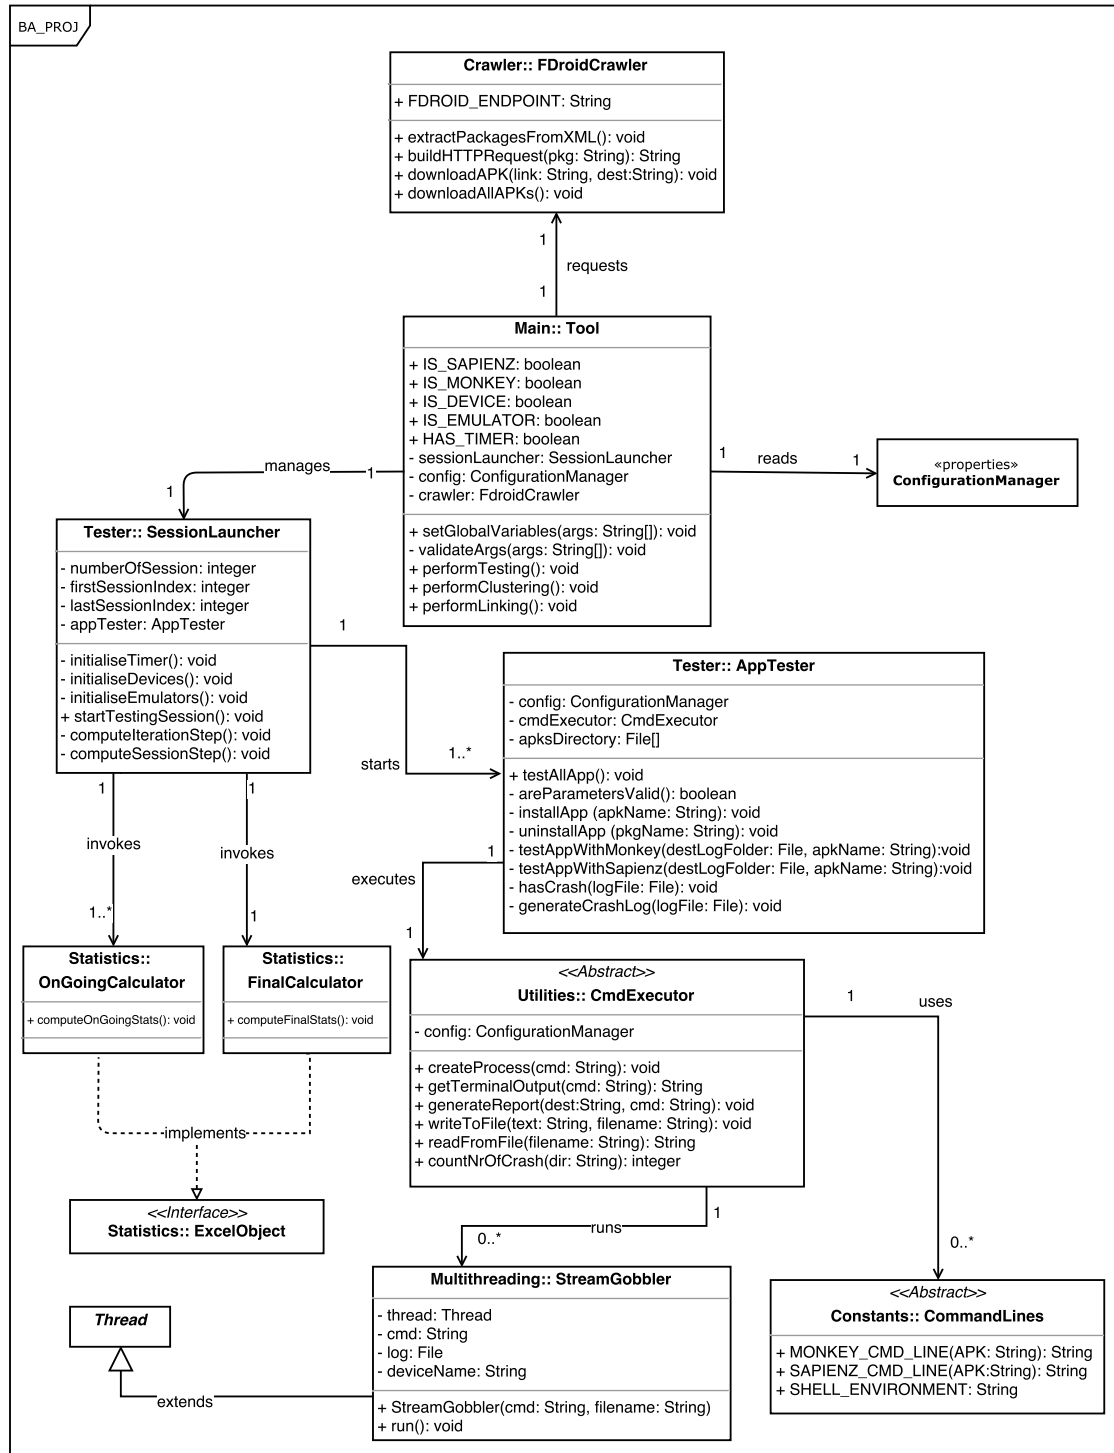 BA_PROJ
Crawler:: FDroidCrawler
+ FDROID_ENDPOINT: String
+ extractPackagesFromXML(): void
+ buildHTTPRequest(pkg: String): String
+ downloadAPK(link: String, dest:String): void
+ downloadAllAPKs(): void
1
requests
1
Main:: Tool
+ IS_SAPIENZ: boolean
+ IS_MONKEY: boolean
+ IS_DEVICE: boolean
+ IS_EMULATOR: boolean
+ HAS_TIMER: boolean
- sessionLauncher: SessionLauncher
- config: ConfigurationManager
- crawler: FdroidCrawler
+ setGlobalVariables(args: String[]): void
- validateArgs(args: String[]): void
+ performTesting(): void
+ performClustering(): void
+ performLinking(): void
1
reads
1
«properties»
ConfigurationManager
manages
1
1
Tester:: SessionLauncher
- numberOfSession: integer
- firstSessionIndex: integer
- lastSessionIndex: integer
- appTester: AppTester
- initialiseTimer(): void
- initialiseDevices(): void
- initialiseEmulators(): void
+ startTestingSession(): void
- computeIterationStep(): void
- computeSessionStep(): void
1
starts
1..*
Tester:: AppTester
- config: ConfigurationManager
- cmdExecutor: CmdExecutor
- apksDirectory: File[]
+ testAllApp(): void
- areParametersValid(): boolean
- installApp (apkName: String): void
- uninstallApp (pkgName: String): void
- testAppWithMonkey(destLogFolder: File, apkName: String):void
- testAppWithSapienz(destLogFolder: File, apkName: String):void
- hasCrash(logFile: File): void
- generateCrashLog(logFile: File): void
1
invokes
1..*
1
invokes
1
1
executes
1
Statistics::
OnGoingCalculator
+ computeOnGoingStats(): void
Statistics::
FinalCalculator
+ computeFinalStats(): void
implements
<<Interface>>
Statistics:: ExcelObject
<<Abstract>>
Utilities:: CmdExecutor
- config: ConfigurationManager
+ createProcess(cmd: String): void
+ getTerminalOutput(cmd: String): String
+ generateReport(dest:String, cmd: String): void
+ writeToFile(text: String, filename: String): void
+ readFromFile(filename: String): String
+ countNrOfCrash(dir: String): integer
1
uses
0..*
1
runs
0..*
Multithreading:: StreamGobbler
- thread: Thread
- cmd: String
- log: File
- deviceName: String
+ StreamGobbler(cmd: String, filename: String)
+ run(): void
Thread
extends
<<Abstract>>
Constants:: CommandLines
+ MONKEY_CMD_LINE(APK: String): String
+ SAPIENZ_CMD_LINE(APK:String): String
+ SHELL_ENVIRONMENT: String